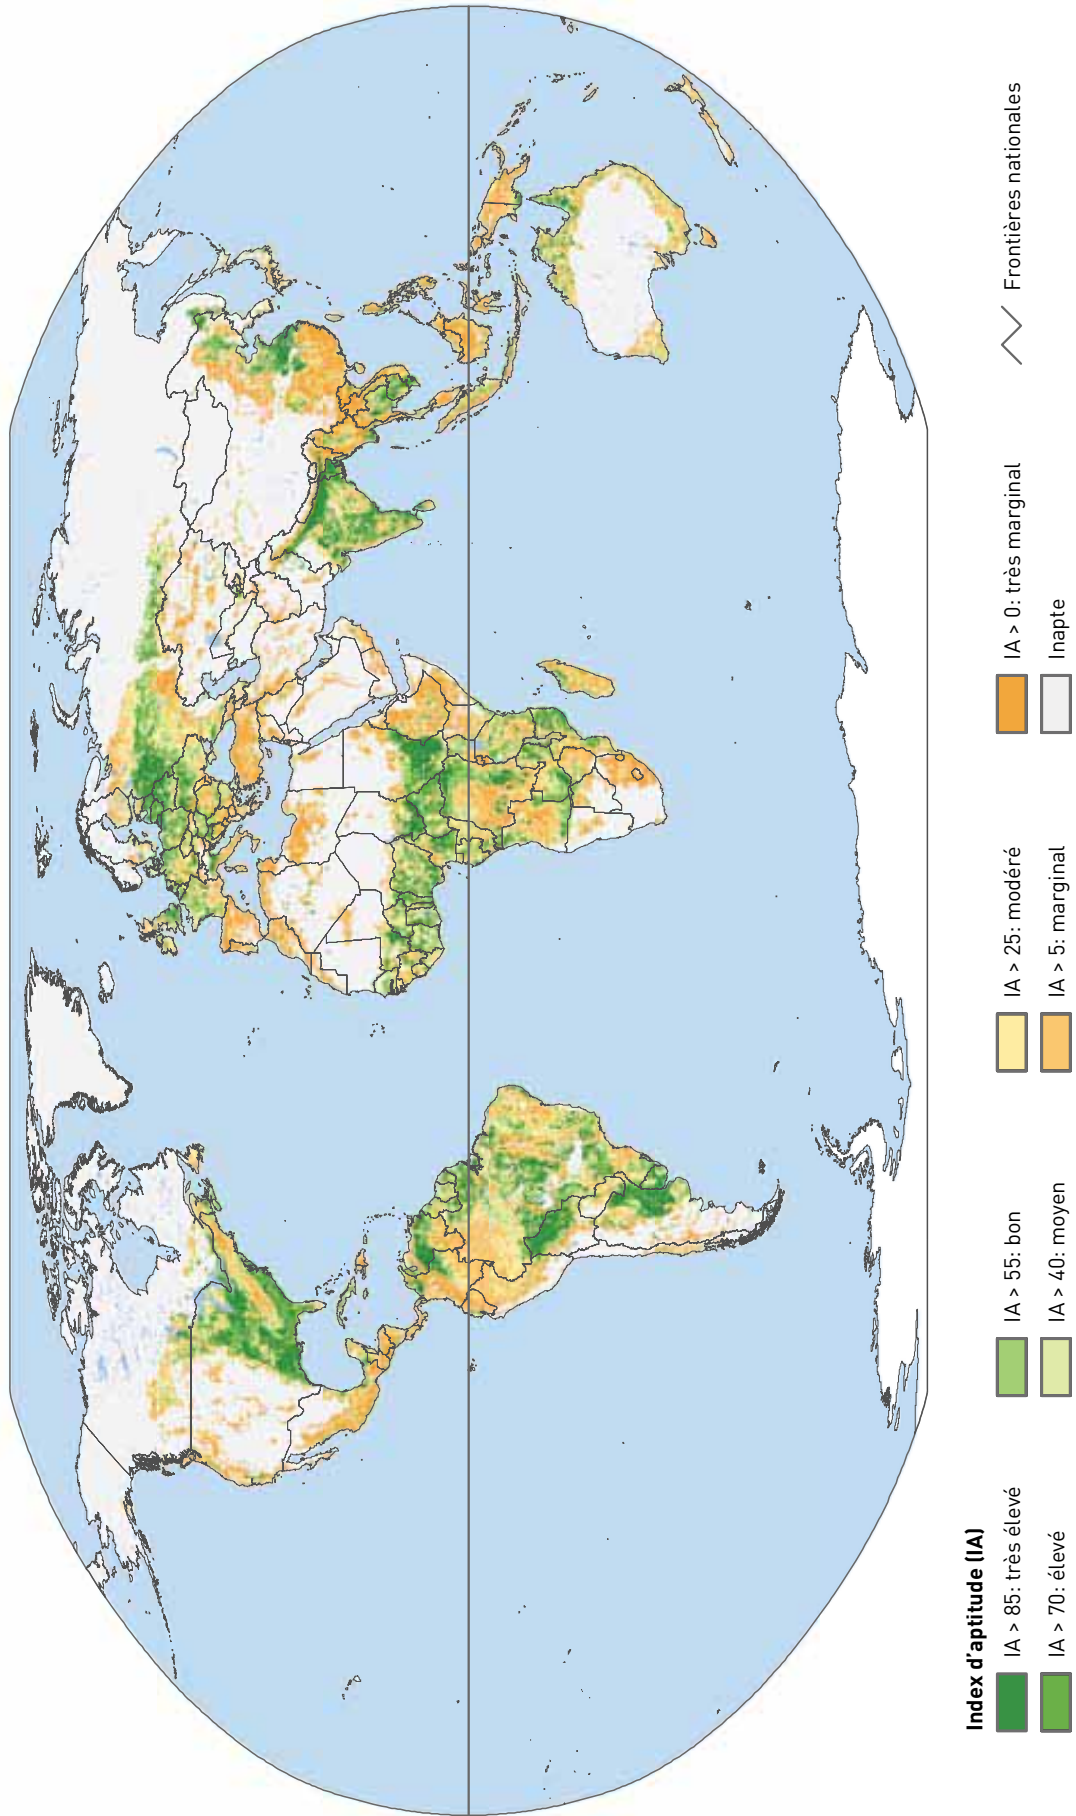 Index d'aptitude (IA)
IA > 85: très élevé
IA > 70: élevé
IA > 55: bon
IA > 40: moyen
IA > 25: modéré
IA > 5: marginal
IA > 0: très marginal
Inapte
Frontières nationales